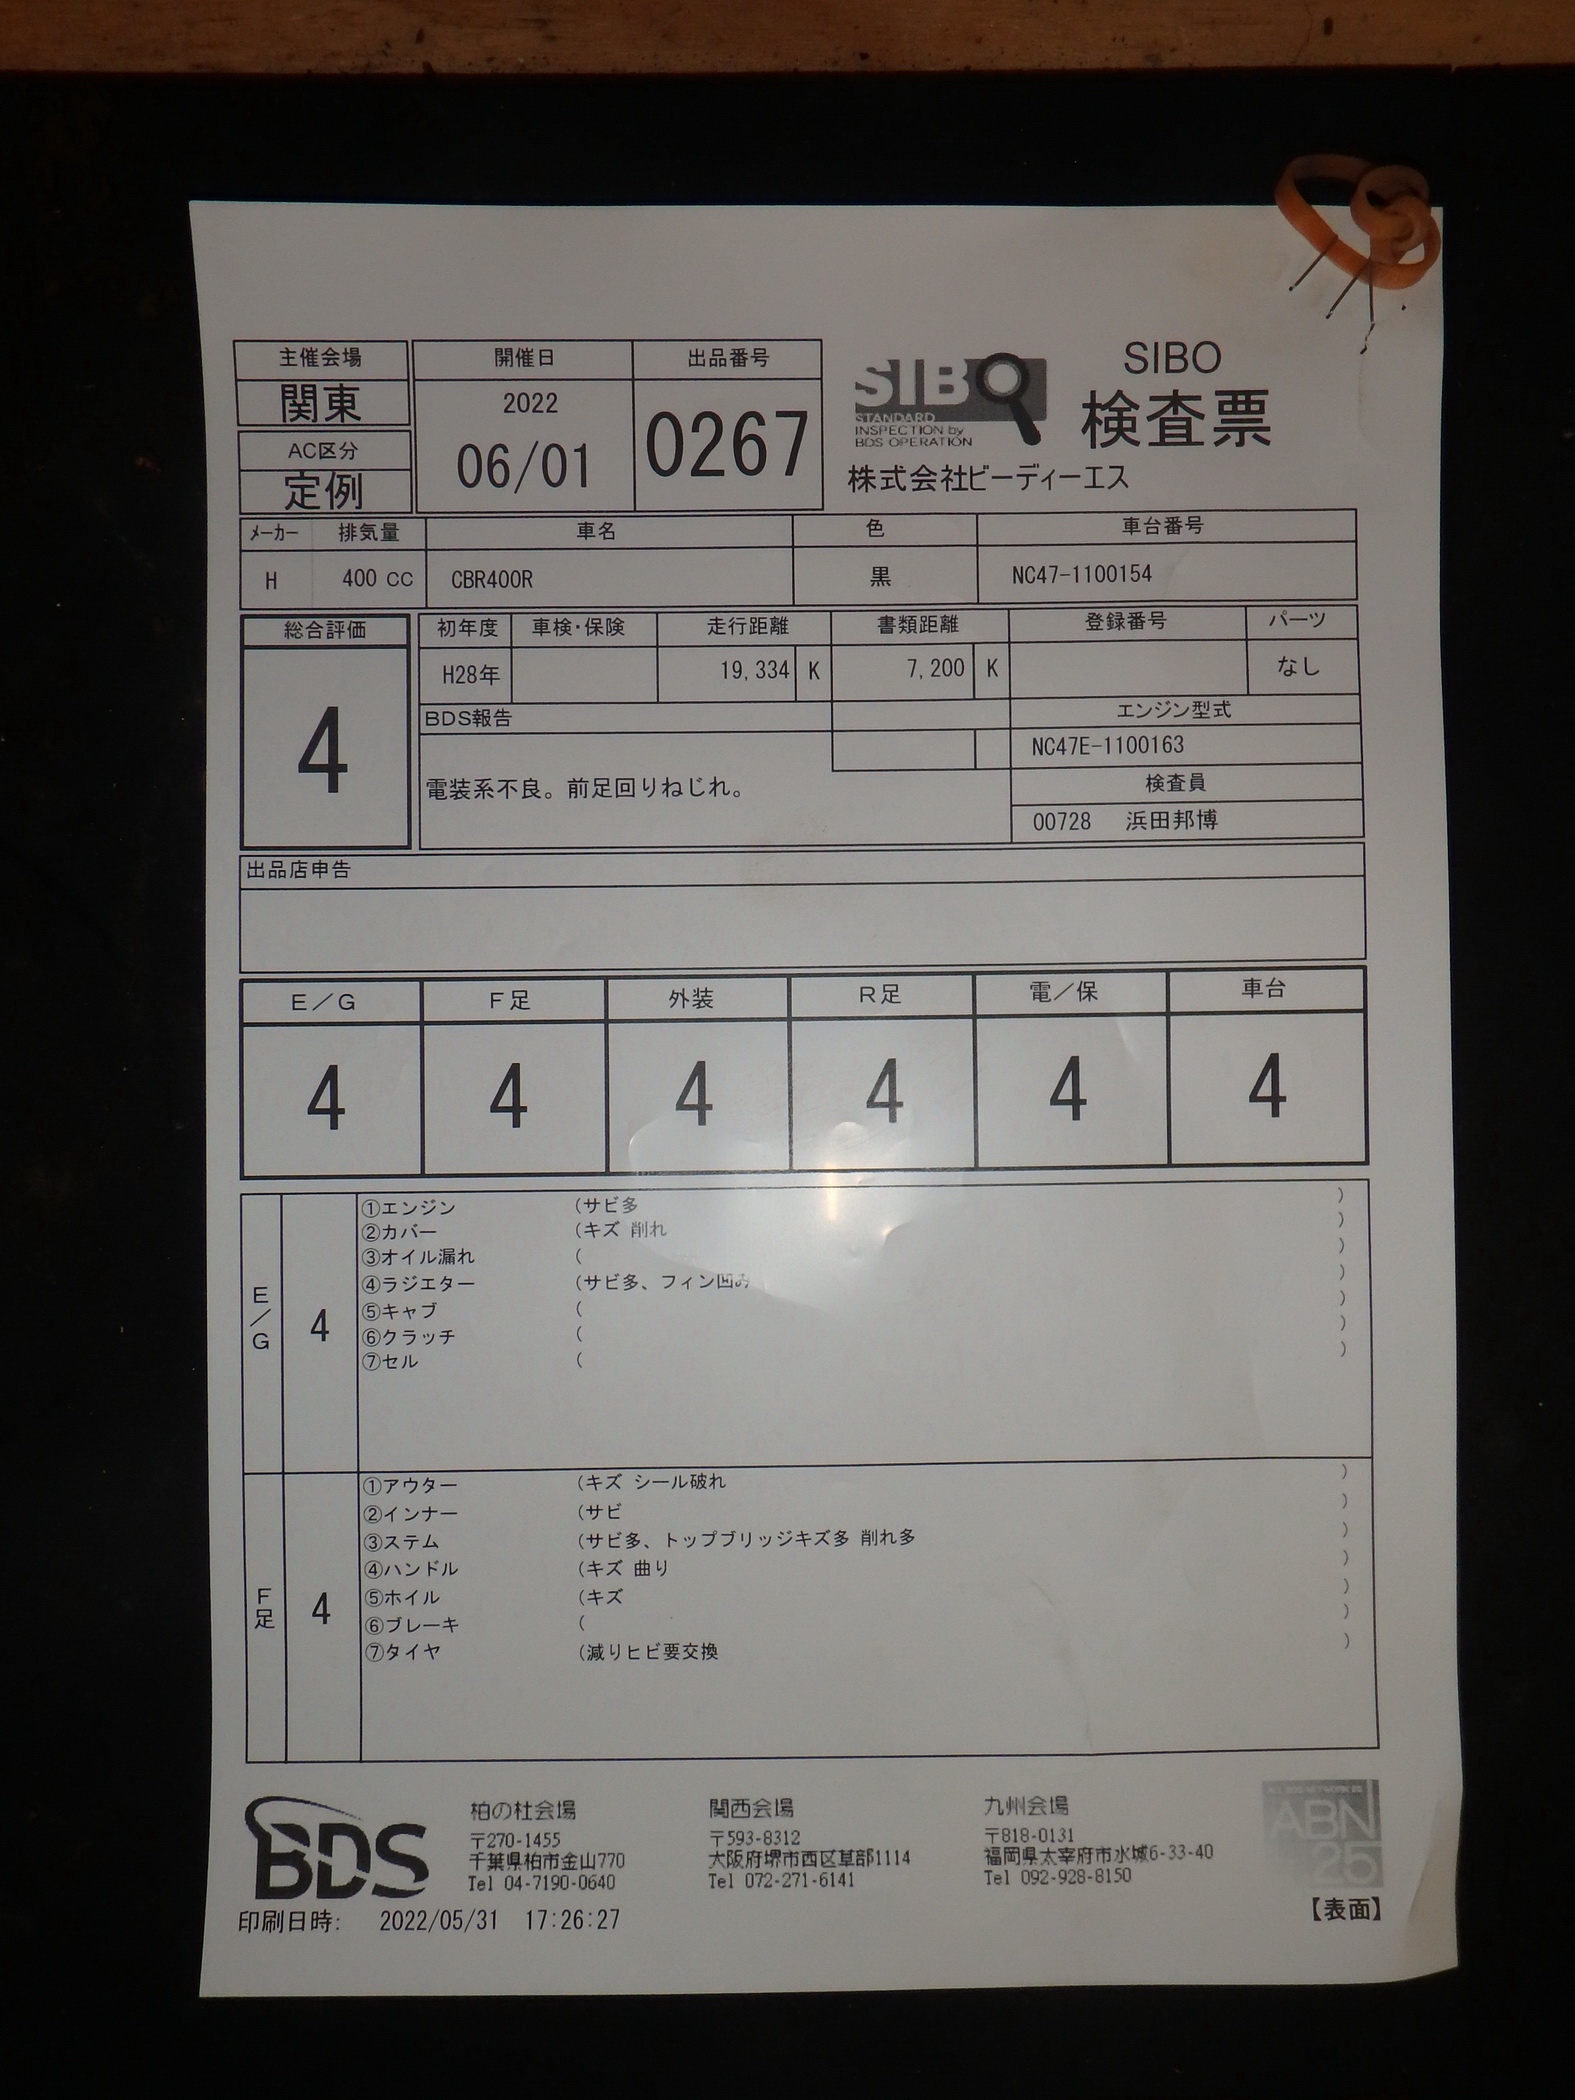 主催会場
関東
AC区分
定例
開催日
2022
06/01
出品番号
0267
SIBO
STANDARD
INSPECTION by
BDS OPERATION
SIBO
検査票
株式会社ビーディーエス
メーカー 排気量 車名 色 車台番号
H 400 CC CBR400R 黒 NC47-1100154
総合評価
4
初年度 車検・保険 走行距離 書類距離 登録番号 パーツ
H28年 19,334 K 7,200 K なし
BDS報告
電装系不良。前足回りねじれ。
エンジン型式
NC47E-1100163
検査員
00728 浜田邦博
出品店申告
E/G F足 外装 R足 電/保 車台
4 4 4 4 4 4
E/G
4
①エンジン (サビ多 )
②カバー (キズ 削れ )
③オイル漏れ ( )
④ラジエター (サビ多、フィン凹み )
⑤キャブ ( )
⑥クラッチ ( )
⑦セル ( )
F足
4
①アウター (キズ シール破れ )
②インナー (サビ )
③ステム (サビ多、トップブリッジキズ多 削れ多 )
④ハンドル (キズ 曲り )
⑤ホイル (キズ )
⑥ブレーキ ( )
⑦タイヤ (減りヒビ要交換 )
BDS
柏の杜会場
〒270-1455
千葉県柏市金山770
Tel 04-7190-0640
関西会場
〒593-8312
大阪府堺市西区草部1114
Tel 072-271-6141
九州会場
〒818-0131
福岡県太宰府市水城6-33-40
Tel 092-928-8150
ABN
25
印刷日時: 2022/05/31 17:26:27
【表面】